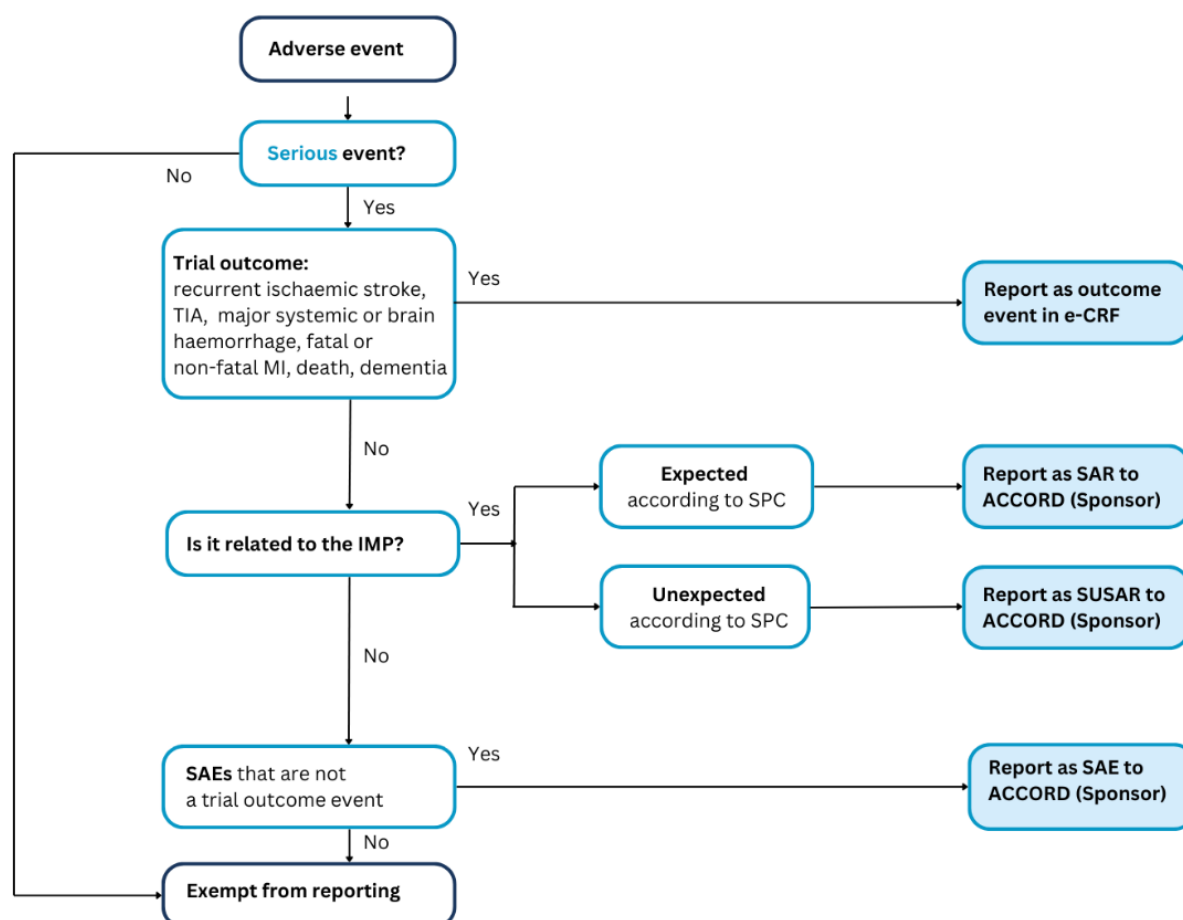 Adverse event
Serious event?
No
Yes
Trial outcome:
recurrent ischaemic stroke,
TIA, major systemic or brain
haemorrhage, fatal or
non-fatal MI, death, dementia
Yes
Report as outcome
event in e-CRF
No
Is it related to the IMP?
Yes
Expected
according to SPC
Report as SAR to
ACCORD (Sponsor)
Unexpected
according to SPC
Report as SUSAR to
ACCORD (Sponsor)
No
SAEs that are not
a trial outcome event
Yes
Report as SAE to
ACCORD (Sponsor)
No
Exempt from reporting